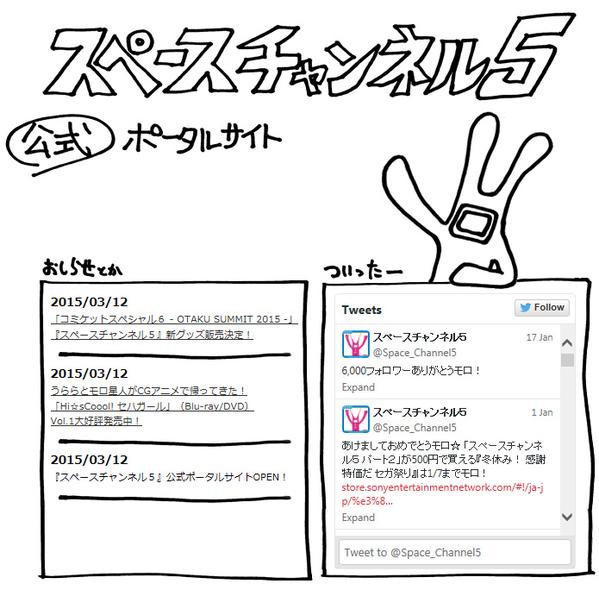 スペースチャンネル5
公式 ポータルサイト
おしらせとか
2015/03/12
「コミケットスペシャル６ - OTAKU SUMMIT 2015 -」
『スペースチャンネル５』新グッズ販売決定！
2015/03/12
うららとモロ星人がCGアニメで帰ってきた！
「Hi☆sCoool! セハガール」（Blu-ray/DVD）
Vol.1大好評発売中！
2015/03/12
『スペースチャンネル５』公式ポータルサイトOPEN！
ついったー
Tweets
Follow
スペースチャンネル5 17 Jan
@Space_Channel5
6,000フォロワーありがとうモロ！
Expand
スペースチャンネル5 1 Jan
@Space_Channel5
あけましておめでとうモロ☆ 「スペースチャンネ
ル5 パート2」が500円で買える『冬休み！ 感謝
特価だ セガ祭り』は1/7までモロ！
store.sonyentertainmentnetwork.com/#!/ja-j
p/%e3%8...
Expand
Tweet to @Space_Channel5